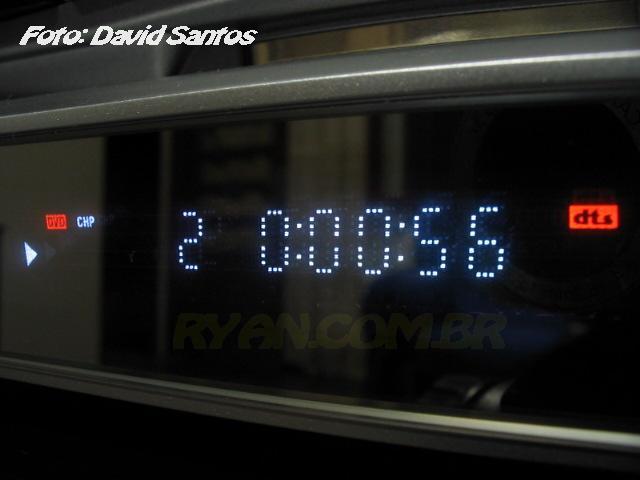 Foto: David Santos
DVD CHP
2 0:00:56
dts
RYAN.COM.BR